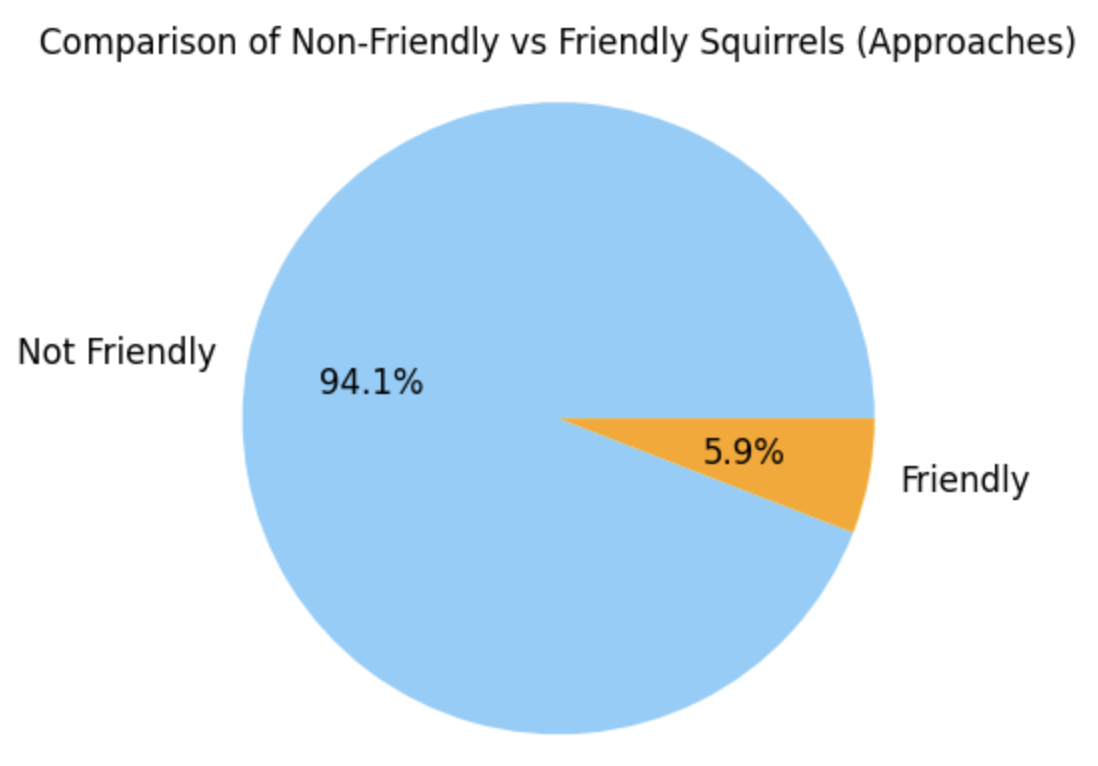 Comparison of Non-Friendly vs Friendly Squirrels (Approaches)
Not Friendly
94.1%
5.9%
Friendly